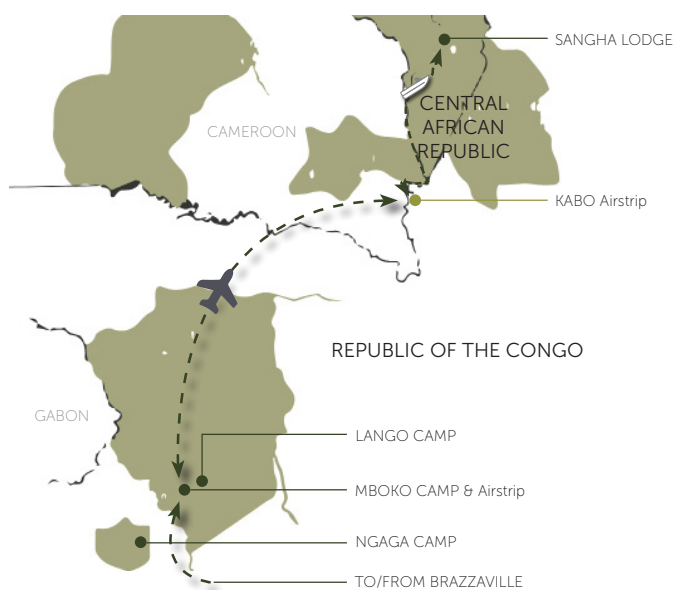 SANGHA LODGE
CENTRAL
AFRICAN
REPUBLIC
CAMEROON
KABO Airstrip
REPUBLIC OF THE CONGO
GABON
LANGO CAMP
MBOKO CAMP & Airstrip
NGAGA CAMP
TO/FROM BRAZZAVILLE